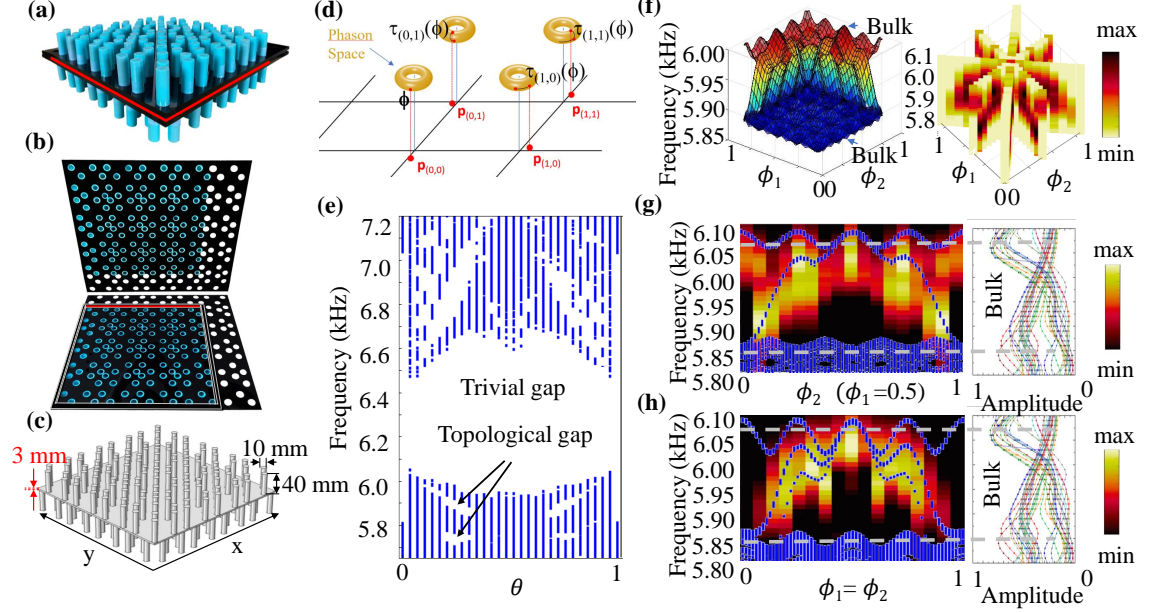 (a)
(b)
(c)
3 mm
10 mm
40 mm
y
x
(d)
Phason
Space
τ(0,1)(ϕ)
τ(1,1)(ϕ)
τ(1,0)(ϕ)
ϕ
p(0,1)
p(1,1)
p(0,0)
p(1,0)
(e)
Frequency (kHz)
7.2
7.0
6.8
6.6
6.4
6.2
6.0
5.8
Trivial gap
Topological gap
0
1
θ
(f)
Frequency (kHz)
6.00
5.95
5.90
5.85
Bulk
Bulk
1
ϕ1
00
ϕ2
1
6.1
6.0
5.9
5.8
1
ϕ1
00
ϕ2
1
max
min
(g)
Frequency (kHz)
6.10
6.05
6.00
5.95
5.90
5.85
5.80
0
ϕ2 (ϕ1=0.5)
1
Bulk
1
Amplitude
0
max
min
(h)
Frequency (kHz)
6.10
6.05
6.00
5.95
5.90
5.85
5.80
0
ϕ1= ϕ2
1
Bulk
1
Amplitude
0
max
min